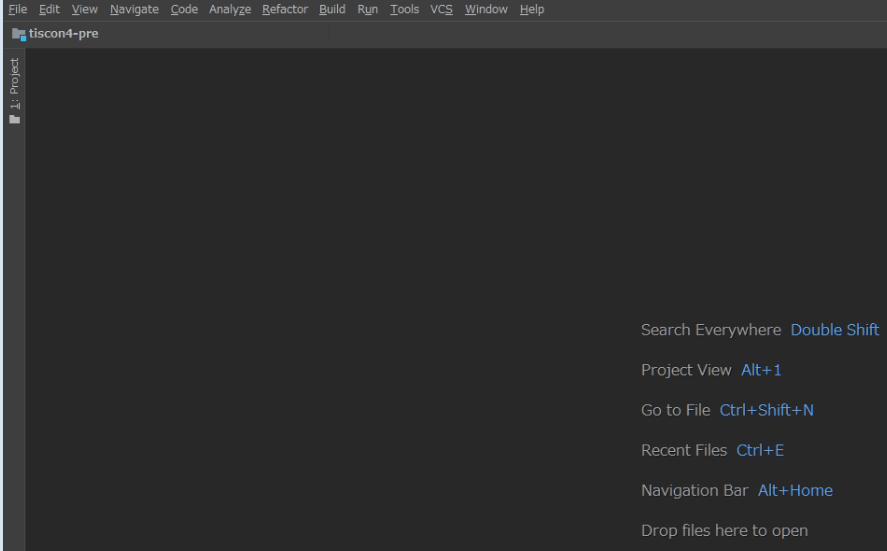 File Edit View Navigate Code Analyze Refactor Build Run Tools VCS Window Help
tiscon4-pre
1: Project
Search Everywhere Double Shift
Project View Alt+1
Go to File Ctrl+Shift+N
Recent Files Ctrl+E
Navigation Bar Alt+Home
Drop files here to open